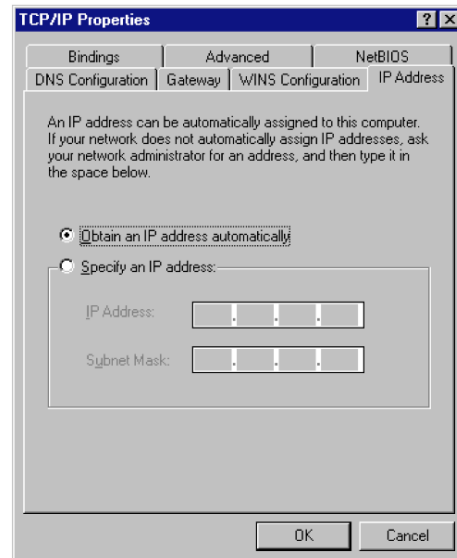 TCP/IP Properties
? ×
Bindings Advanced NetBIOS
DNS Configuration Gateway WINS Configuration IP Address
An IP address can be automatically assigned to this computer.
If your network does not automatically assign IP addresses, ask
your network administrator for an address, and then type it in
the space below.
Obtain an IP address automatically
Specify an IP address:
IP Address:
. . .
Subnet Mask:
. . .
OK Cancel